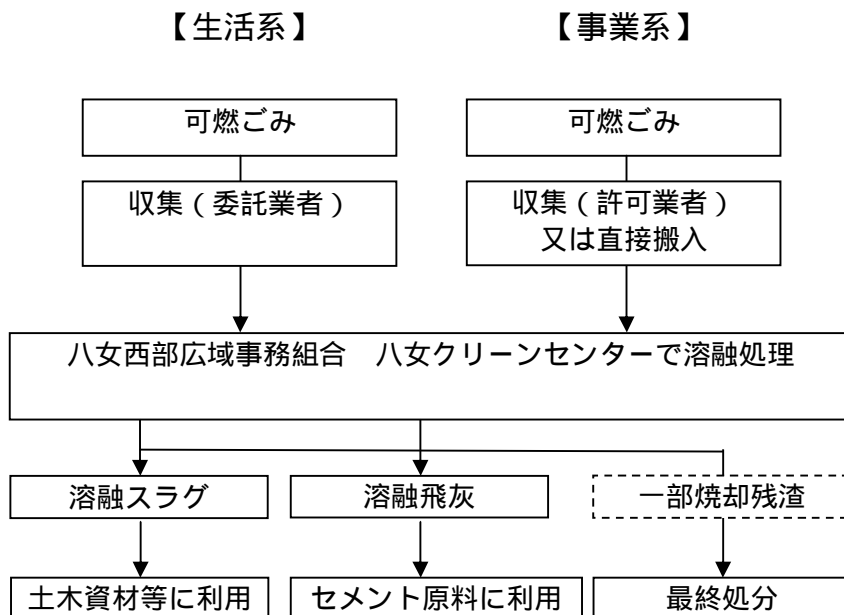 【生活系】
【事業系】
可燃ごみ
可燃ごみ
収集（委託業者）
収集（許可業者）
又は直接搬入
八女西部広域事務組合　八女クリーンセンターで溶融処理
溶融スラグ
溶融飛灰
一部焼却残渣
土木資材等に利用
セメント原料に利用
最終処分